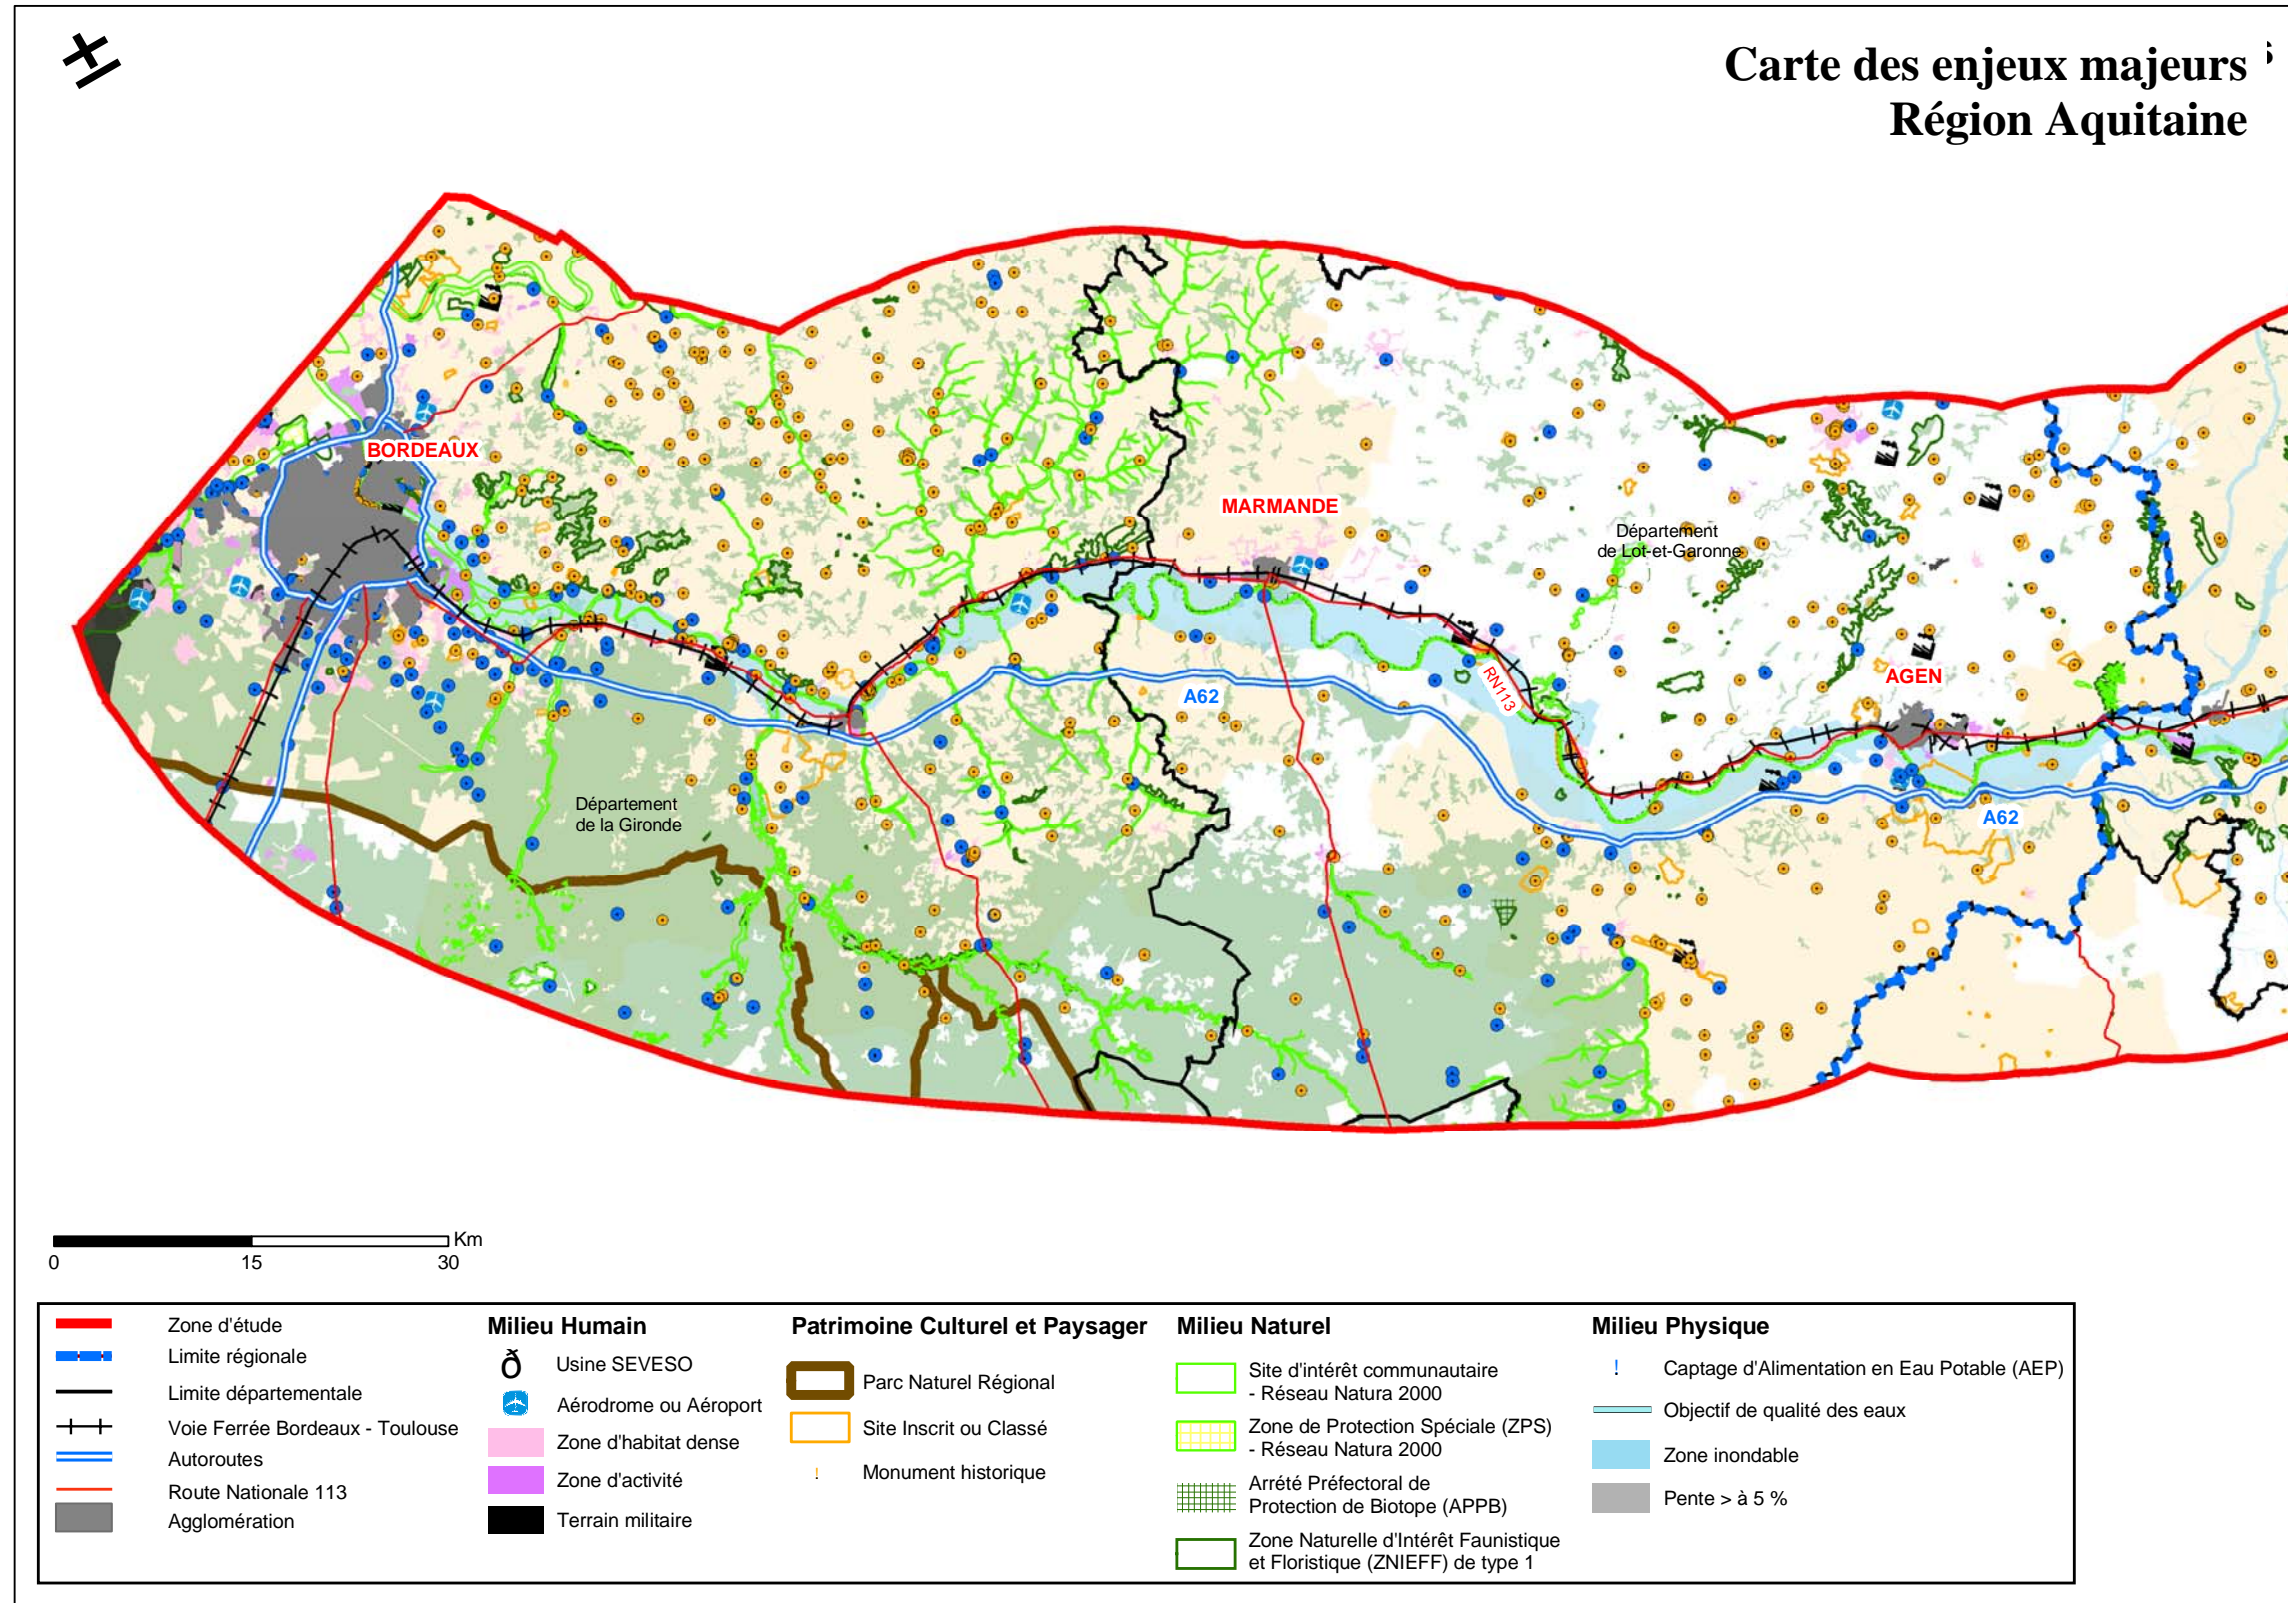 Carte des enjeux majeurs
Région Aquitaine
BORDEAUX
MARMANDE
Département
de Lot-et-Garonne
RN113
AGEN
A62
A62
Département
de la Gironde
Km
0 15 30
Zone d'étude
Limite régionale
Limite départementale
Voie Ferrée Bordeaux - Toulouse
Autoroutes
Route Nationale 113
Agglomération
Milieu Humain
ð Usine SEVESO
Aérodrome ou Aéroport
Zone d'habitat dense
Zone d'activité
Terrain militaire
Patrimoine Culturel et Paysager
Parc Naturel Régional
Site Inscrit ou Classé
! Monument historique
Milieu Naturel
Site d'intérêt communautaire
- Réseau Natura 2000
Zone de Protection Spéciale (ZPS)
- Réseau Natura 2000
Arrété Préfectoral de
Protection de Biotope (APPB)
Zone Naturelle d'Intérêt Faunistique
et Floristique (ZNIEFF) de type 1
Milieu Physique
! Captage d'Alimentation en Eau Potable (AEP)
Objectif de qualité des eaux
Zone inondable
Pente > à 5 %